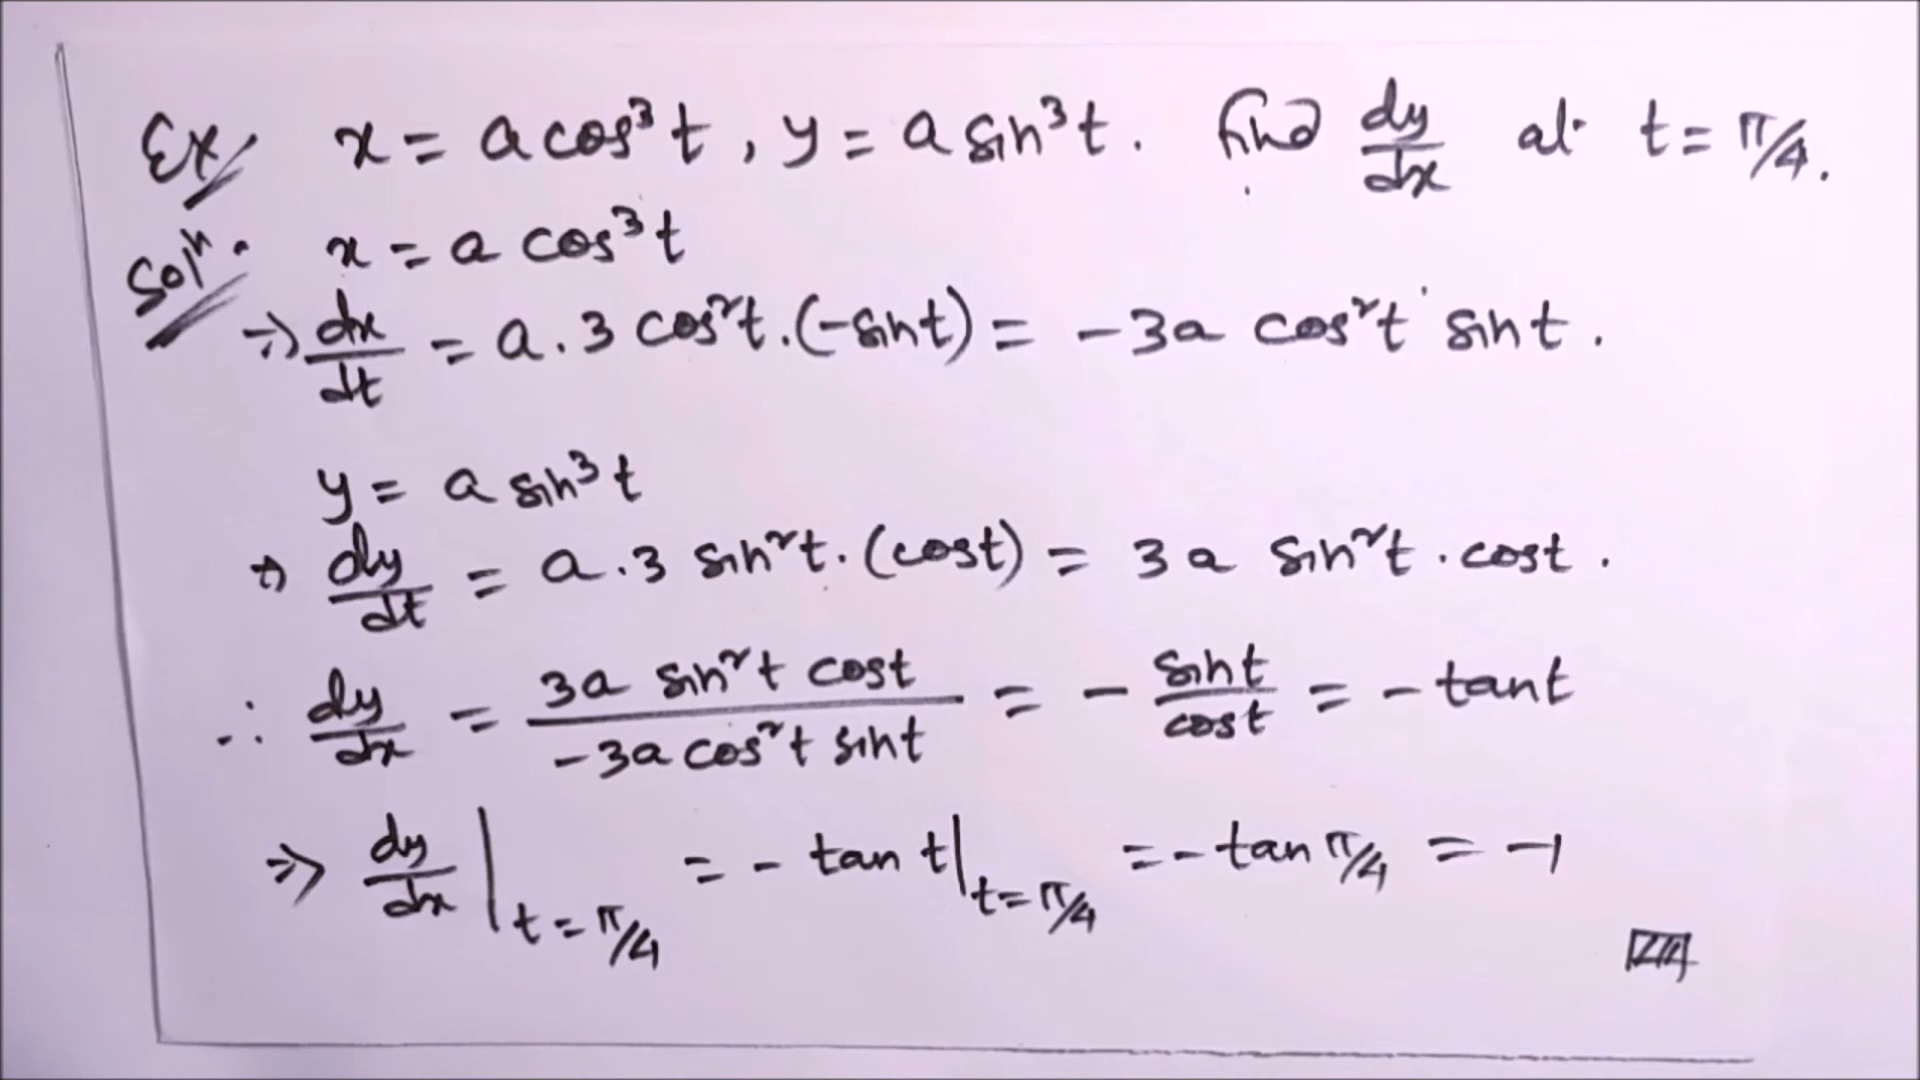 Ex/ x = a cos³t, y = a sin³t. Find dy/dx at t = π/4.
Solⁿ. x = a cos³t
⇒ dx/dt = a.3 cos²t.(-sint) = -3a cos²t sint.
y = a sin³t
⇒ dy/dt = a.3 sin²t.(cost) = 3a sin²t.cost.
∴ dy/dx = 3a sin²t cost / -3a cos²t sint = - sint/cost = - tant
⇒ dy/dx |t=π/4 = - tan t|t=π/4 = - tan π/4 = -1